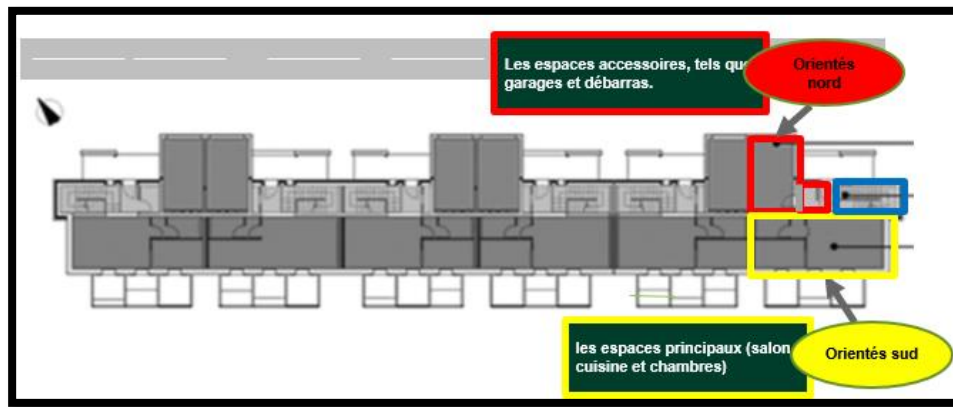 Les espaces accessoires, tels que
garages et débarras.
Orientés
nord
les espaces principaux (salon
cuisine et chambres)
Orientés sud